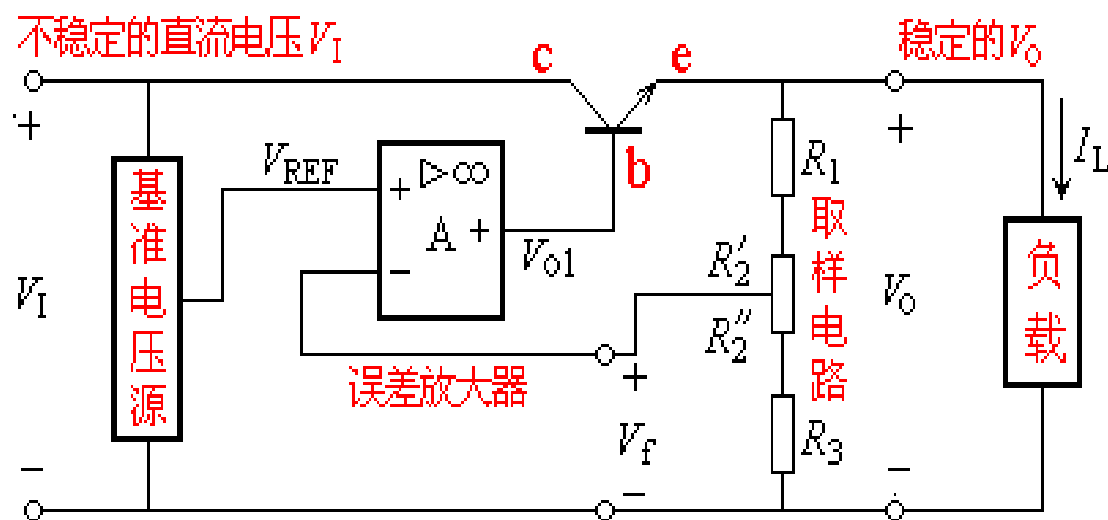 不稳定的直流电压VI
c
e
稳定的VO
+
+
VREF
+
▷∞
A
+
b
R1
IL
基准电压源
VI
−
Vo1
R2′
R2″
取样电路
VO
负载
误差放大器
+
Vf
R3
−
−
−